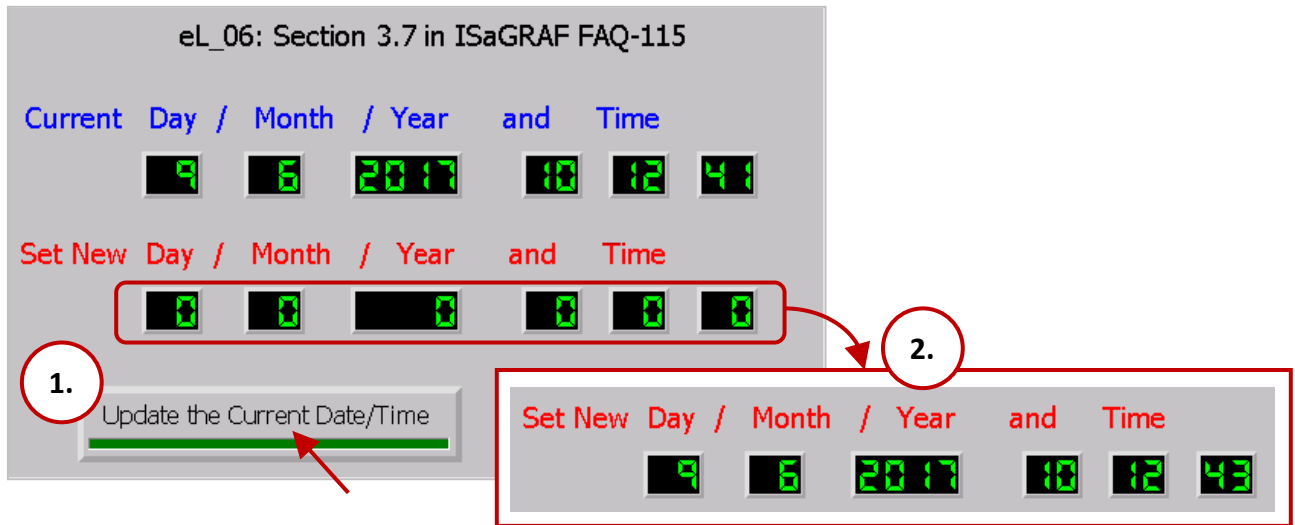 eL_06: Section 3.7 in ISaGRAF FAQ-115
Current Day / Month / Year and Time
9 6 2017 10 12 41
Set New Day / Month / Year and Time
0 0 0 0 0 0
1.
Update the Current Date/Time
2.
Set New Day / Month / Year and Time
9 6 2017 10 12 43